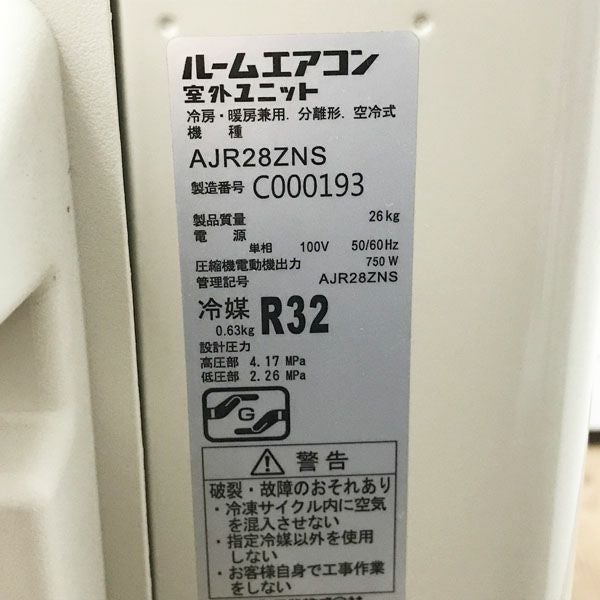 ルームエアコン
室外ユニット
冷房・暖房兼用. 分離形. 空冷式
機 種
AJR28ZNS
製造番号 C000193
製品質量 26kg
電 源
単相 100V 50/60Hz
圧縮機電動機出力 750 W
管理記号 AJR28ZNS
冷媒 R32
0.63kg
設計圧力
高圧部 4.17 MPa
低圧部 2.26 MPa
G
警告
破裂・故障のおそれあり
・冷凍サイクル内に空気
を混入させない
・指定冷媒以外を使用
しない
・お客様自身で工事作業
をしない